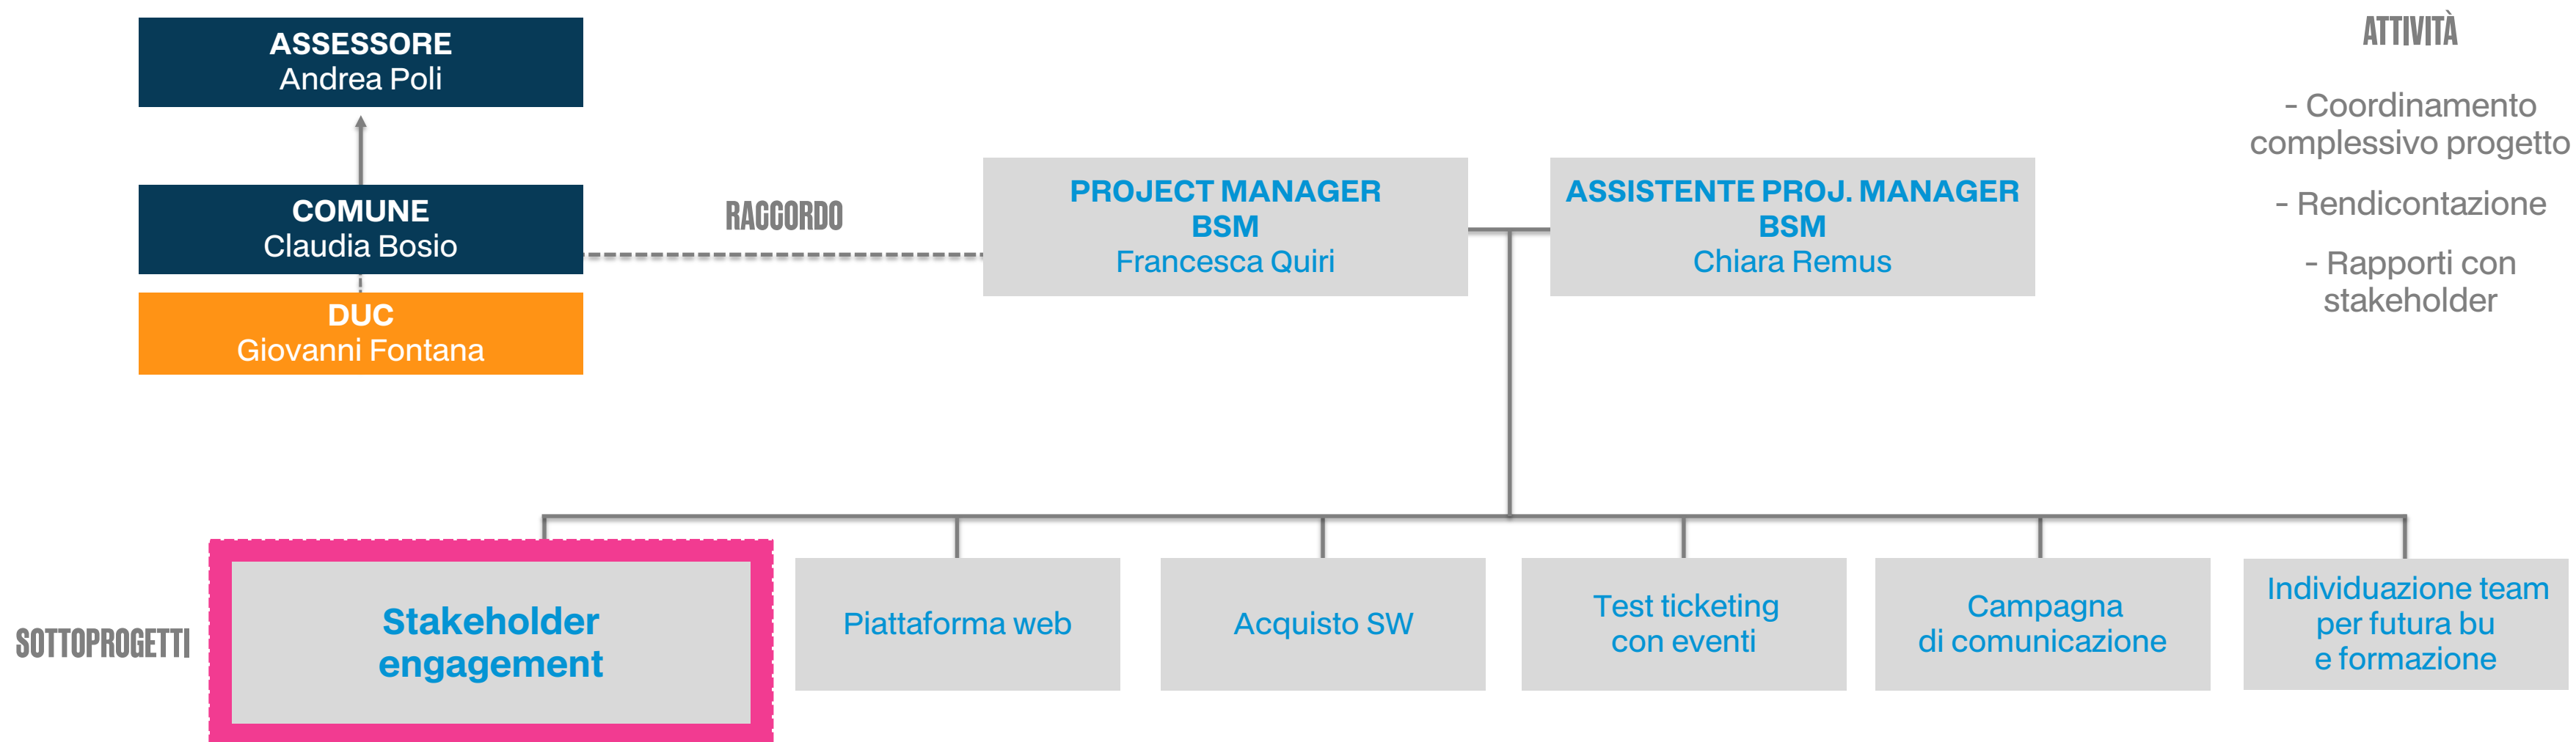 ASSESSORE
Andrea Poli
COMUNE
Claudia Bosio
DUC
Giovanni Fontana
RACCORDO
PROJECT MANAGER
BSM
Francesca Quiri
ASSISTENTE PROJ. MANAGER
BSM
Chiara Remus
ATTIVITÀ
- Coordinamento
complessivo progetto
- Rendicontazione
- Rapporti con
stakeholder
SOTTOPROGETTI
Stakeholder
engagement
Piattaforma web
Acquisto SW
Test ticketing
con eventi
Campagna
di comunicazione
Individuazione team
per futura bu
e formazione